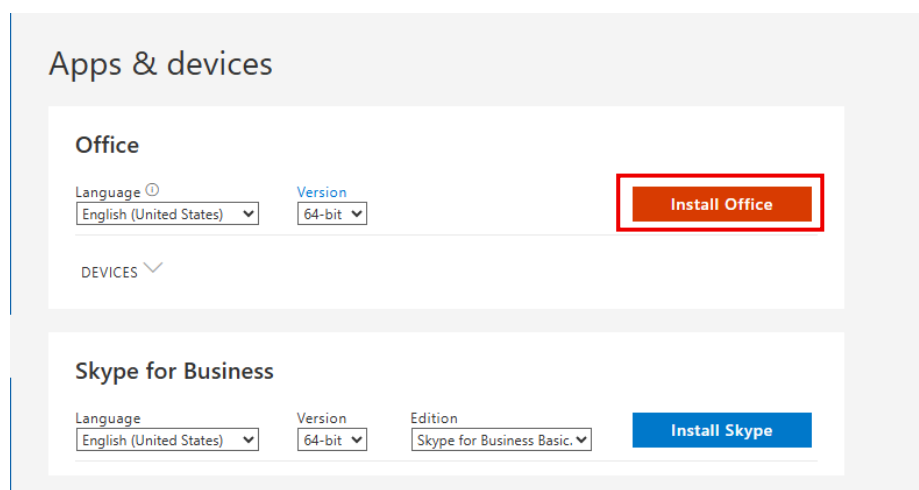 Apps & devices
Office
Language ⓘ Version
English (United States) 64-bit Install Office
DEVICES
Skype for Business
Language Version Edition
English (United States) 64-bit Skype for Business Basic. Install Skype